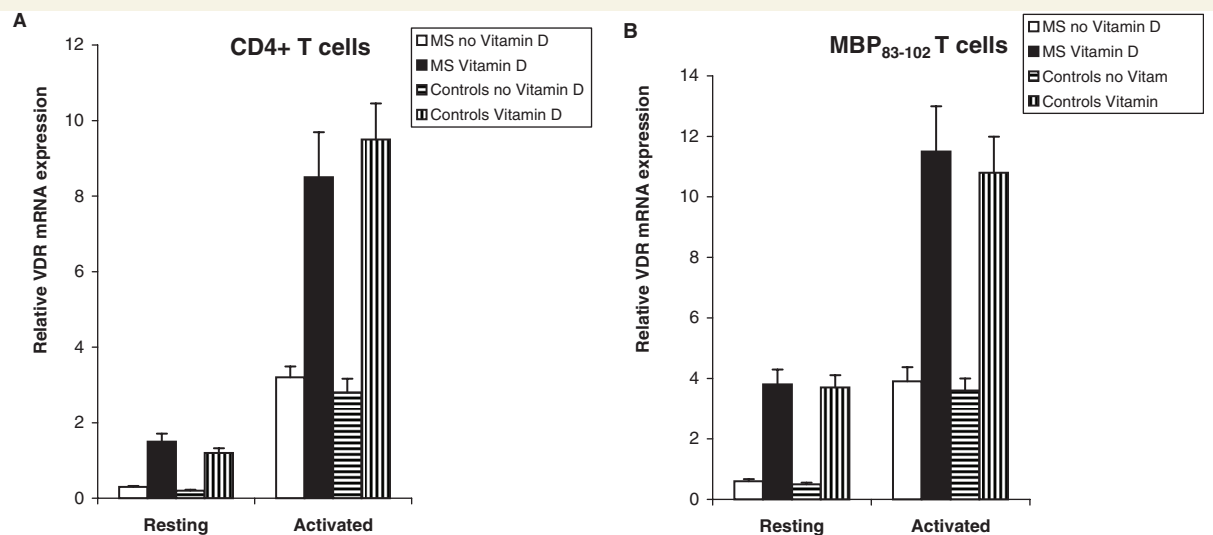 A
CD4+ T cells
MS no Vitamin D
MS Vitamin D
Controls no Vitamin D
Controls Vitamin D
Relative VDR mRNA expression
12
10
8
6
4
2
0
Resting
Activated
B
MBP83-102 T cells
MS no Vitamin D
MS Vitamin D
Controls no Vitam
Controls Vitamin
Relative VDR mRNA expression
14
12
10
8
6
4
2
0
Resting
Activated